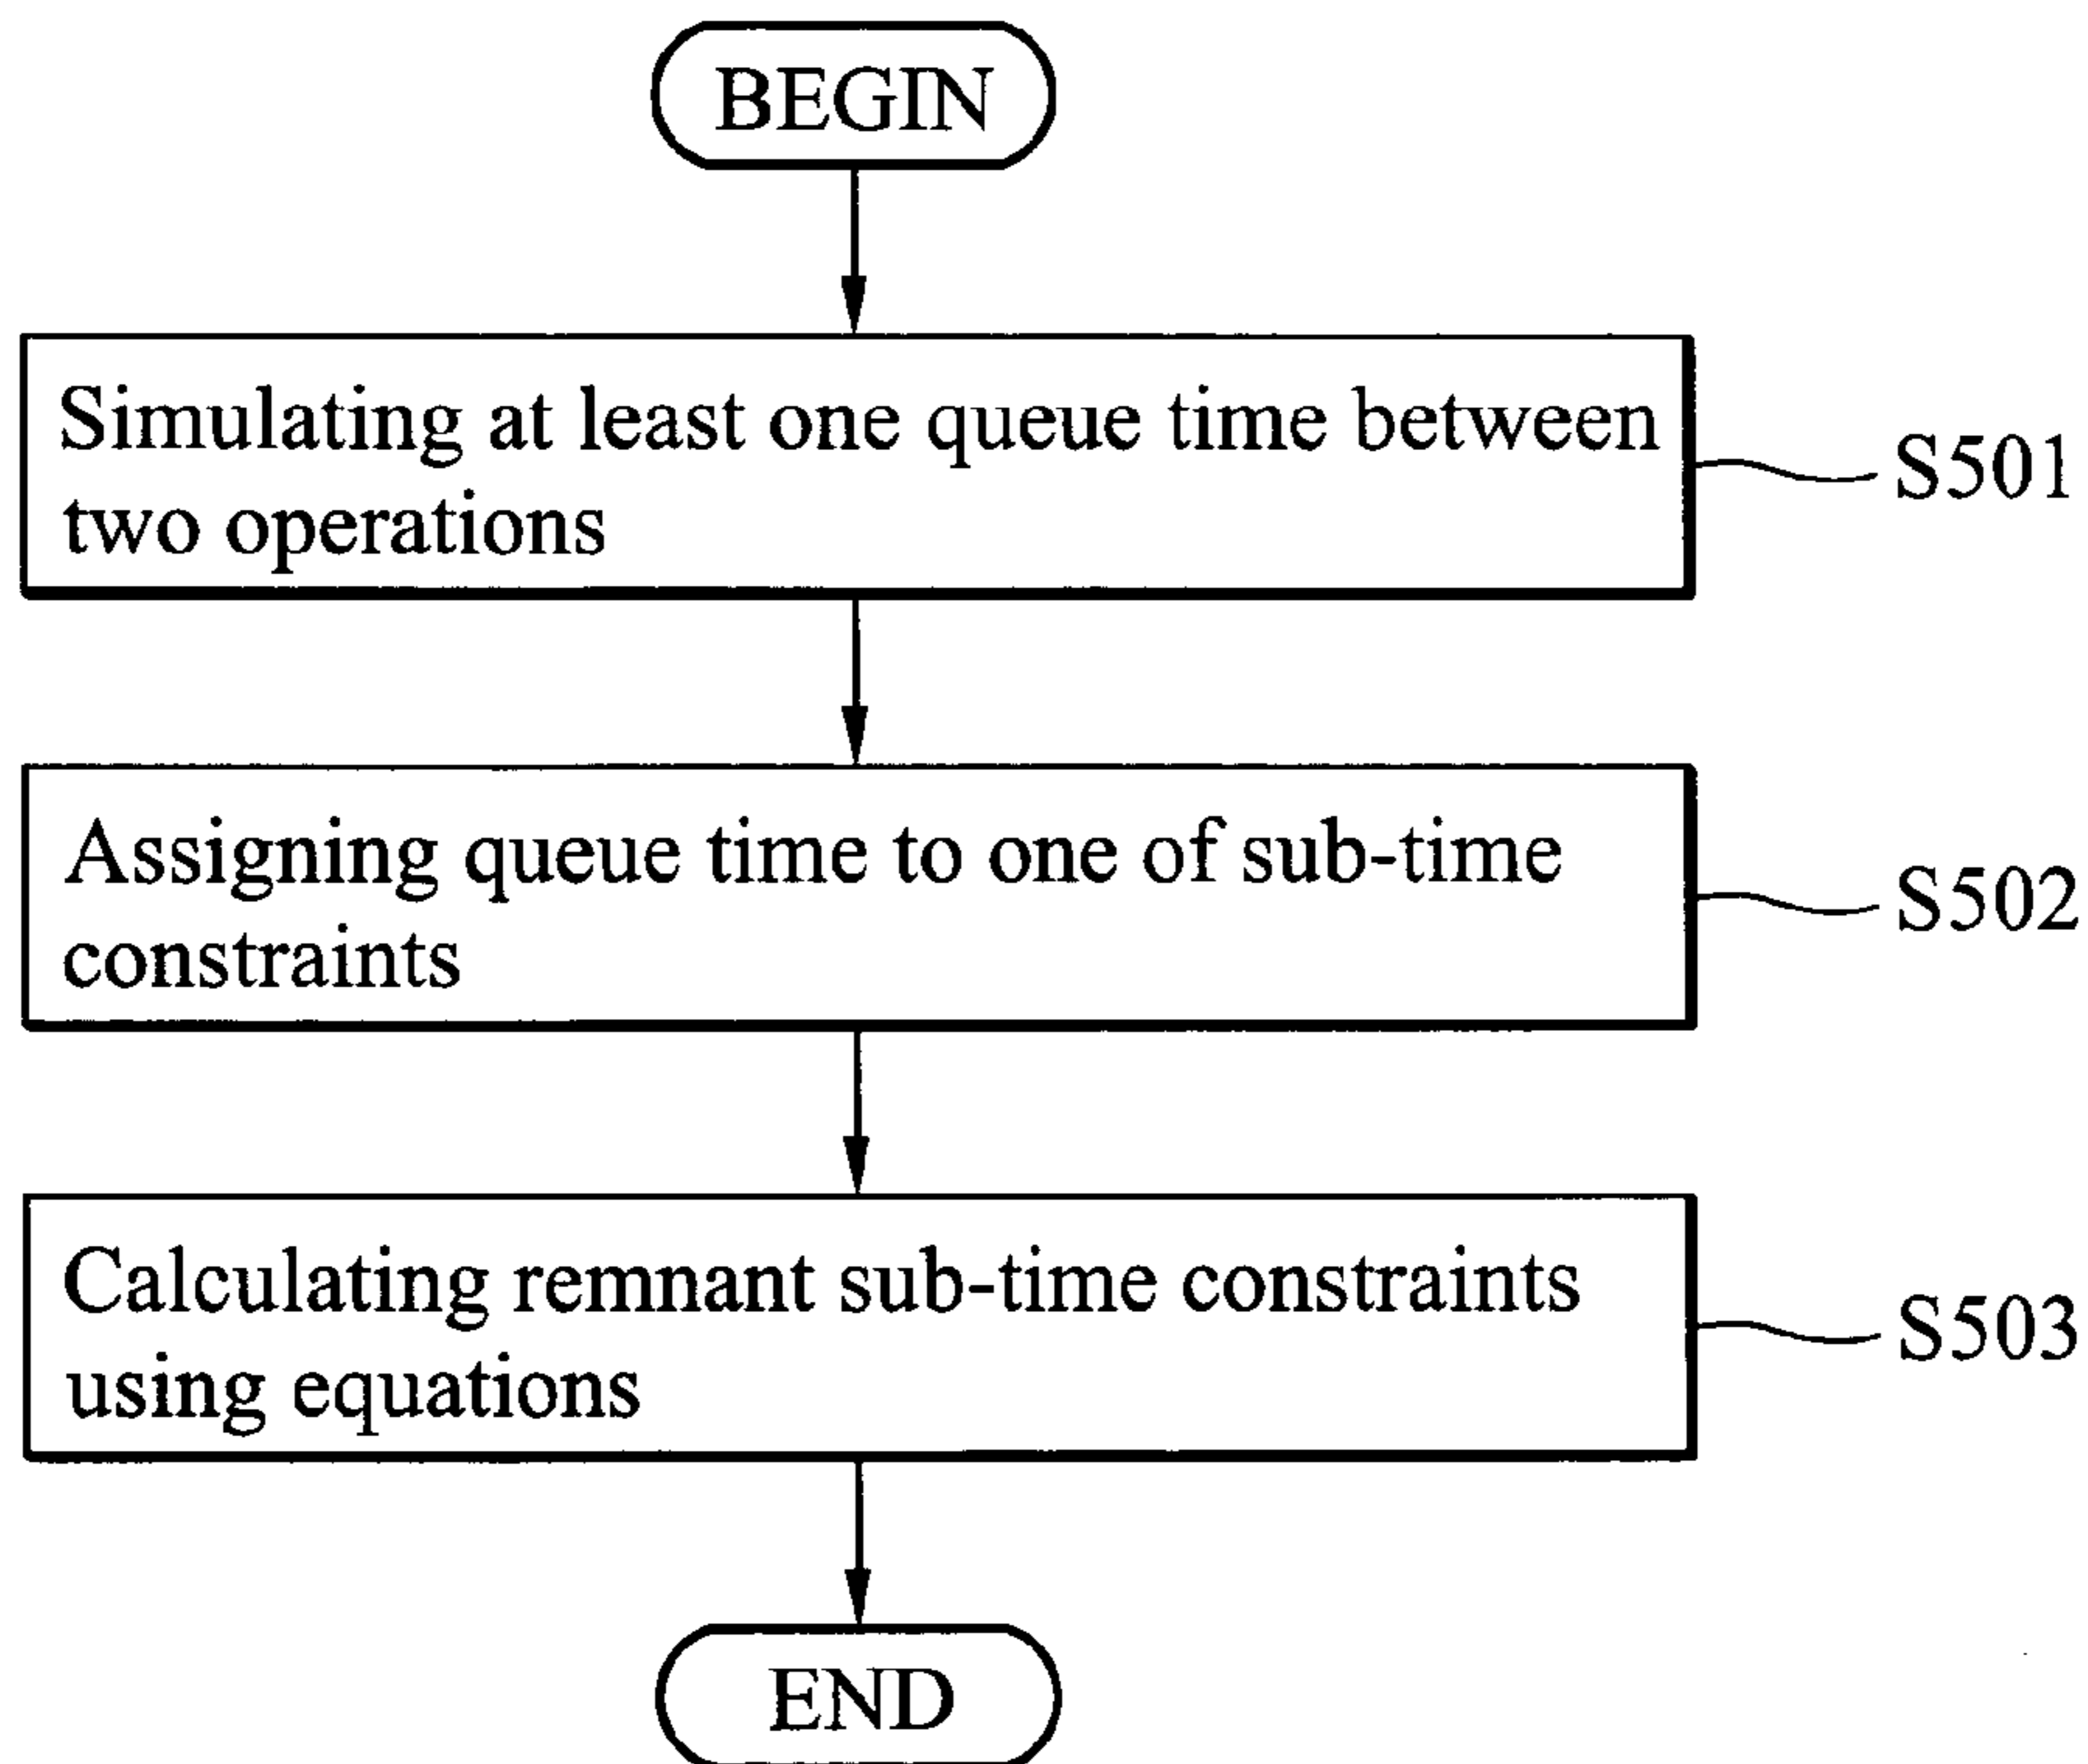 BEGIN
Simulating at least one queue time between
two operations
S501
Assigning queue time to one of sub-time
constraints
S502
Calculating remnant sub-time constraints
using equations
S503
END